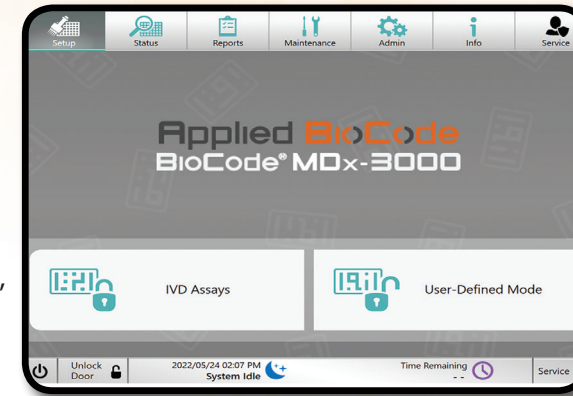 Setup
Status
Reports
Maintenance
Admin
Info
Service
Applied BioCode
BioCode® MDx-3000
IVD Assays
User-Defined Mode
Unlock
Door
2022/05/24 02:07 PM
System Idle
Time Remaining
- -
Service
,